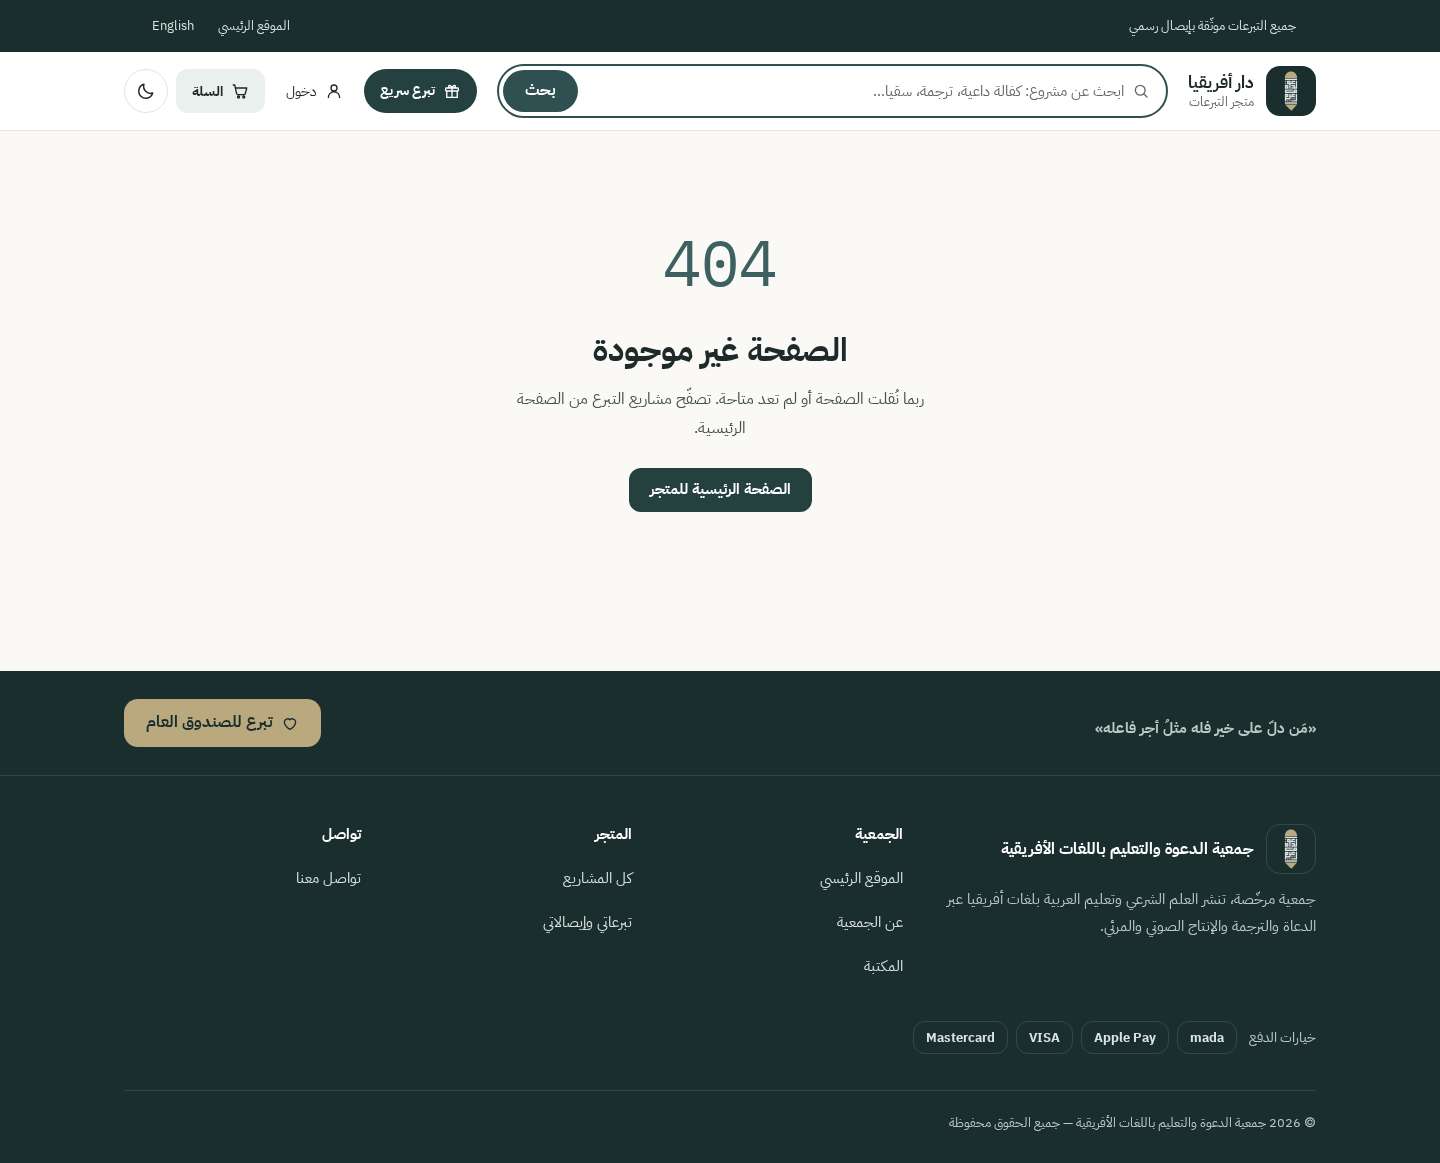 جميع التبرعات موثّقة بإيصال رسمي
الموقع الرئيسي
English
دار أفريقيا
متجر التبرعات
ابحث عن مشروع: كفالة داعية، ترجمة، سقيا...
بحث
تبرع سريع
دخول
السلة
404
الصفحة غير موجودة
ربما نُقلت الصفحة أو لم تعد متاحة. تصفّح مشاريع التبرع من الصفحة
الرئيسية.
الصفحة الرئيسية للمتجر
«مَن دلّ على خير فله مثلُ أجر فاعله»
تبرع للصندوق العام
جمعية الدعوة والتعليم باللغات الأفريقية
جمعية مرخّصة، تنشر العلم الشرعي وتعليم العربية بلغات أفريقيا عبر
الدعاة والترجمة والإنتاج الصوتي والمرئي.
الجمعية
الموقع الرئيسي
عن الجمعية
المكتبة
المتجر
كل المشاريع
تبرعاتي وإيصالاتي
تواصل
تواصل معنا
خيارات الدفع
mada
Apple Pay
VISA
Mastercard
© 2026 جمعية الدعوة والتعليم باللغات الأفريقية — جميع الحقوق محفوظة